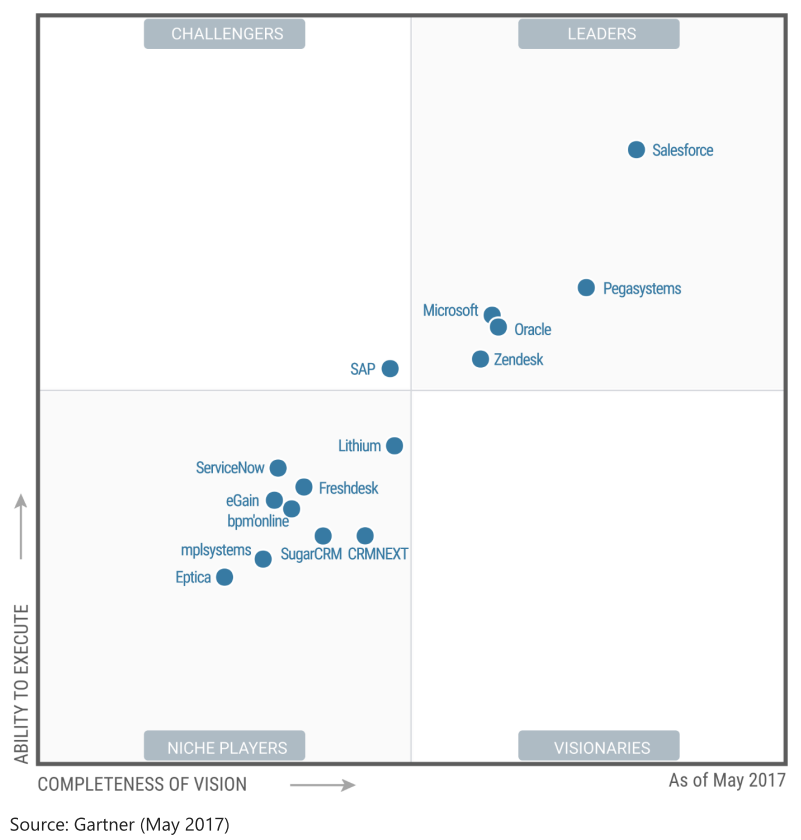 CHALLENGERS
LEADERS
Salesforce
Pegasystems
Microsoft
Oracle
Zendesk
SAP
Lithium
ServiceNow
Freshdesk
eGain
bpm'online
mplsystems
SugarCRM
CRMNEXT
Eptica
ABILITY TO EXECUTE
NICHE PLAYERS
VISIONARIES
COMPLETENESS OF VISION
As of May 2017
Source: Gartner (May 2017)